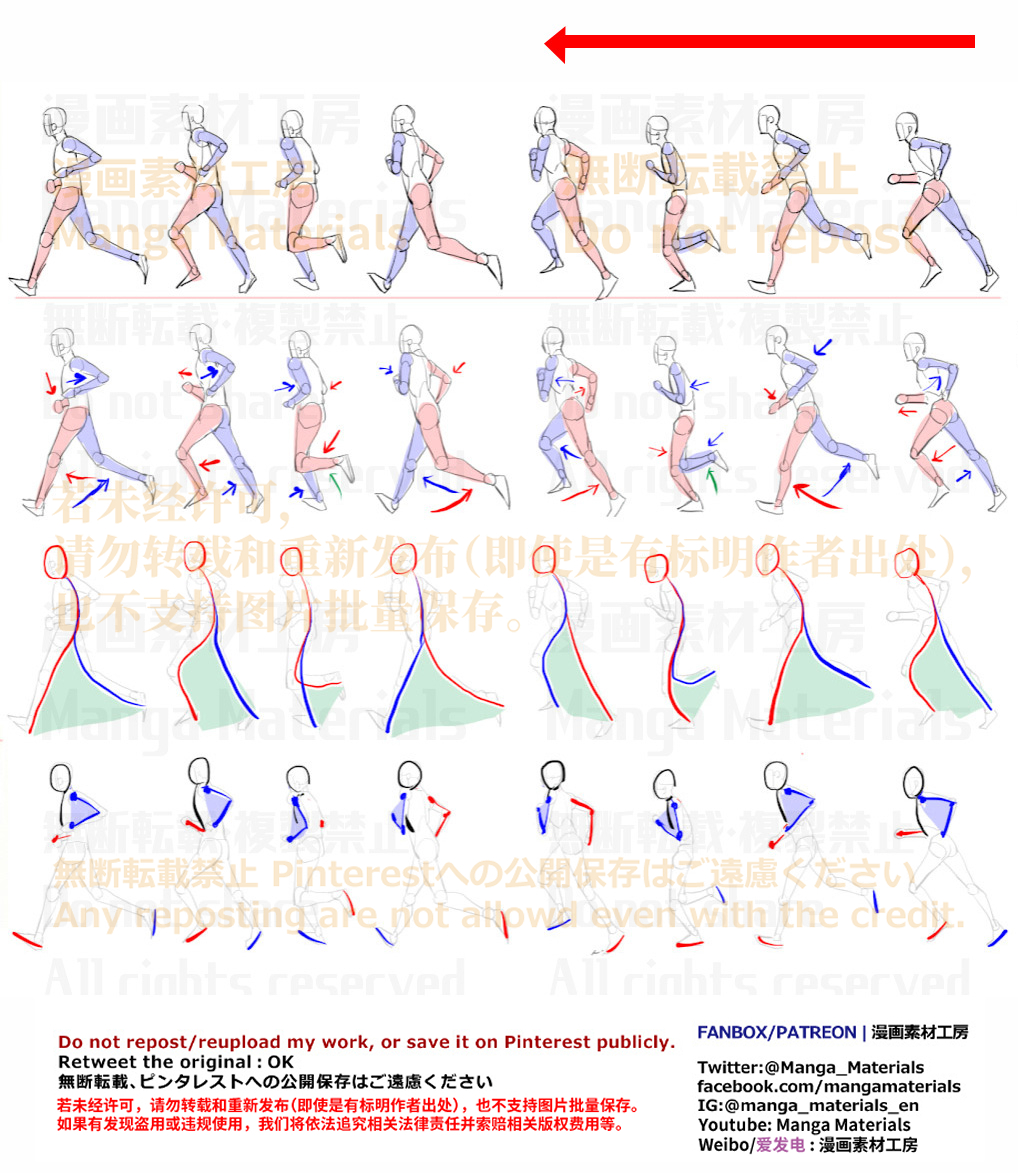 漫画素材工房 漫画素材工房
漫画素材工房 無断転載禁止
Manga Materials Manga Materials
Manga Materials Do not repost
無断転載・複製禁止 無断転載・複製禁止
Do not share Do not share
All rights reserved All rights reserved
若未经许可，
请勿转载和重新发布（即使是有标明作者出处），
也不支持图片批量保存。
漫画素材工房 漫画素材工房
Manga Materials Manga Materials
無断転載・複製禁止 無断転載・複製禁止
無断転載禁止 Pinterestへの公開保存はご遠慮ください
Any reposting are not allowd even with the credit.
All rights reserved All rights reserved
Do not repost/reupload my work, or save it on Pinterest publicly.
Retweet the original : OK
無断転載、ピンタレストへの公開保存はご遠慮ください
若未经许可，请勿转载和重新发布（即使是有标明作者出处），也不支持图片批量保存。
如果有发现盗用或违规使用，我们将依法追究相关法律责任并索赔相关版权费用等。
FANBOX/PATREON | 漫画素材工房
Twitter:@Manga_Materials
facebook.com/mangamaterials
IG:@manga_materials_en
Youtube: Manga Materials
Weibo/爱发电 : 漫画素材工房